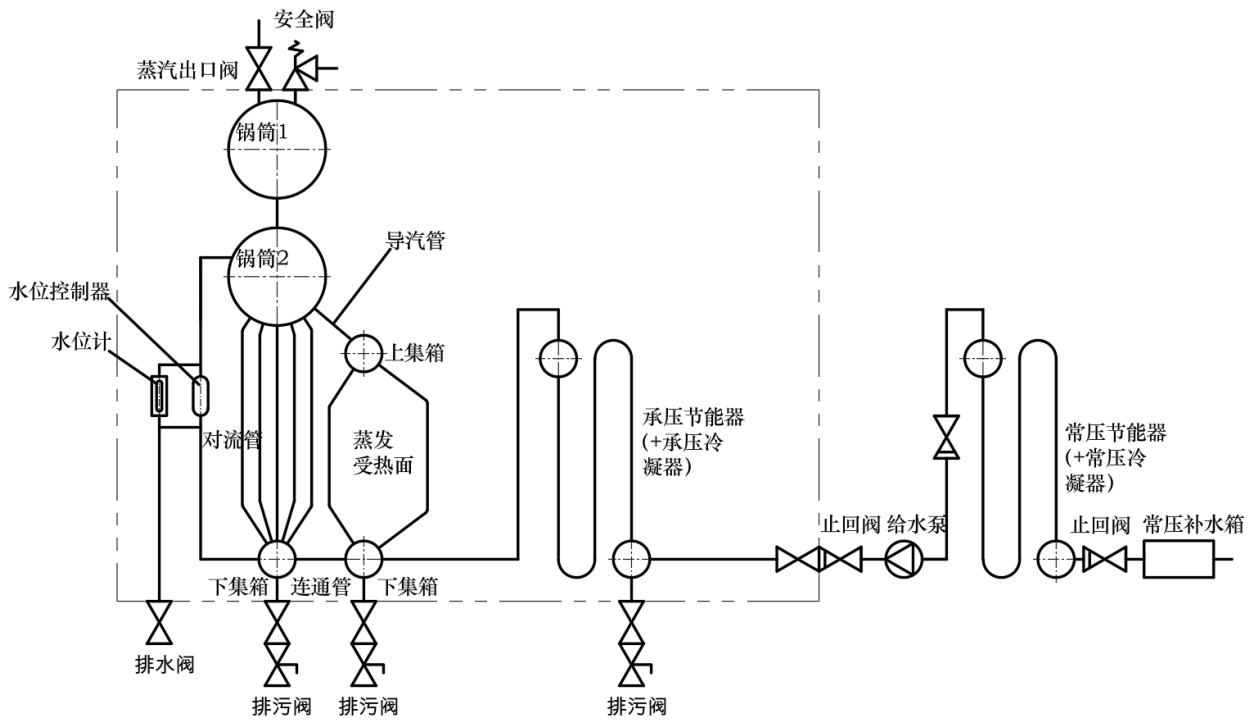 安全阀
蒸汽出口阀
锅筒1
导汽管
锅筒2
水位控制器
水位计
上集箱
对流管
蒸发
受热面
承压节能器
(+承压冷
凝器)
常压节能器
(+常压冷
凝器)
止回阀
给水泵
止回阀
常压补水箱
下集箱
连通管
下集箱
排水阀
排污阀
排污阀
排污阀